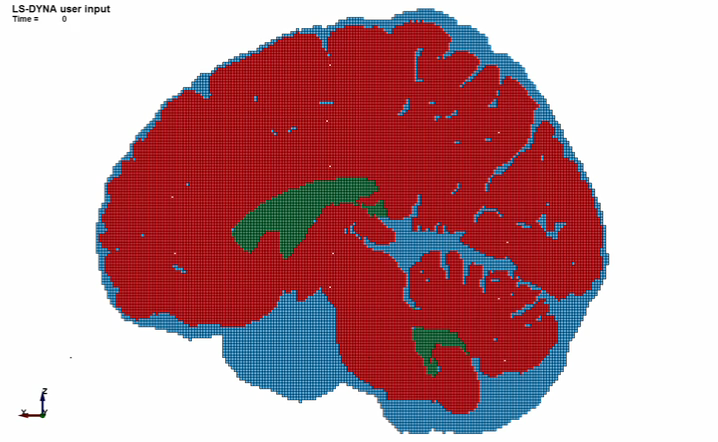 LS-DYNA user input
Time = 0
Z
X